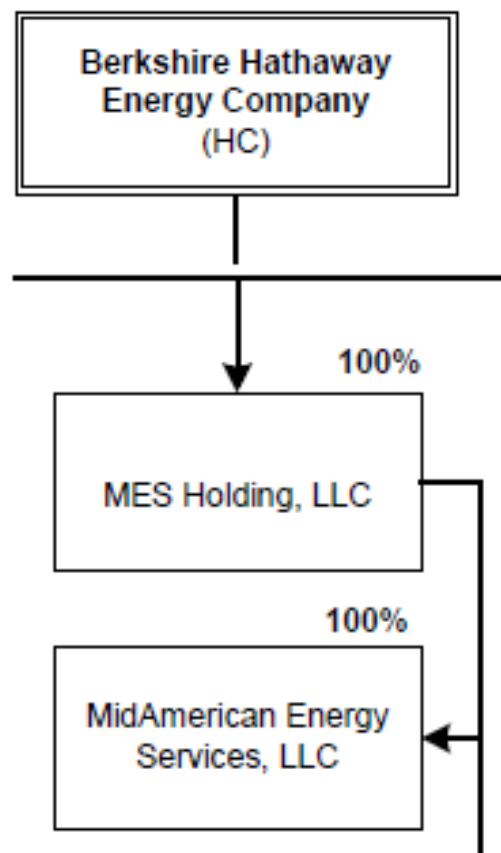 Berkshire Hathaway
Energy Company
(HC)
100%
MES Holding, LLC
100%
MidAmerican Energy
Services, LLC